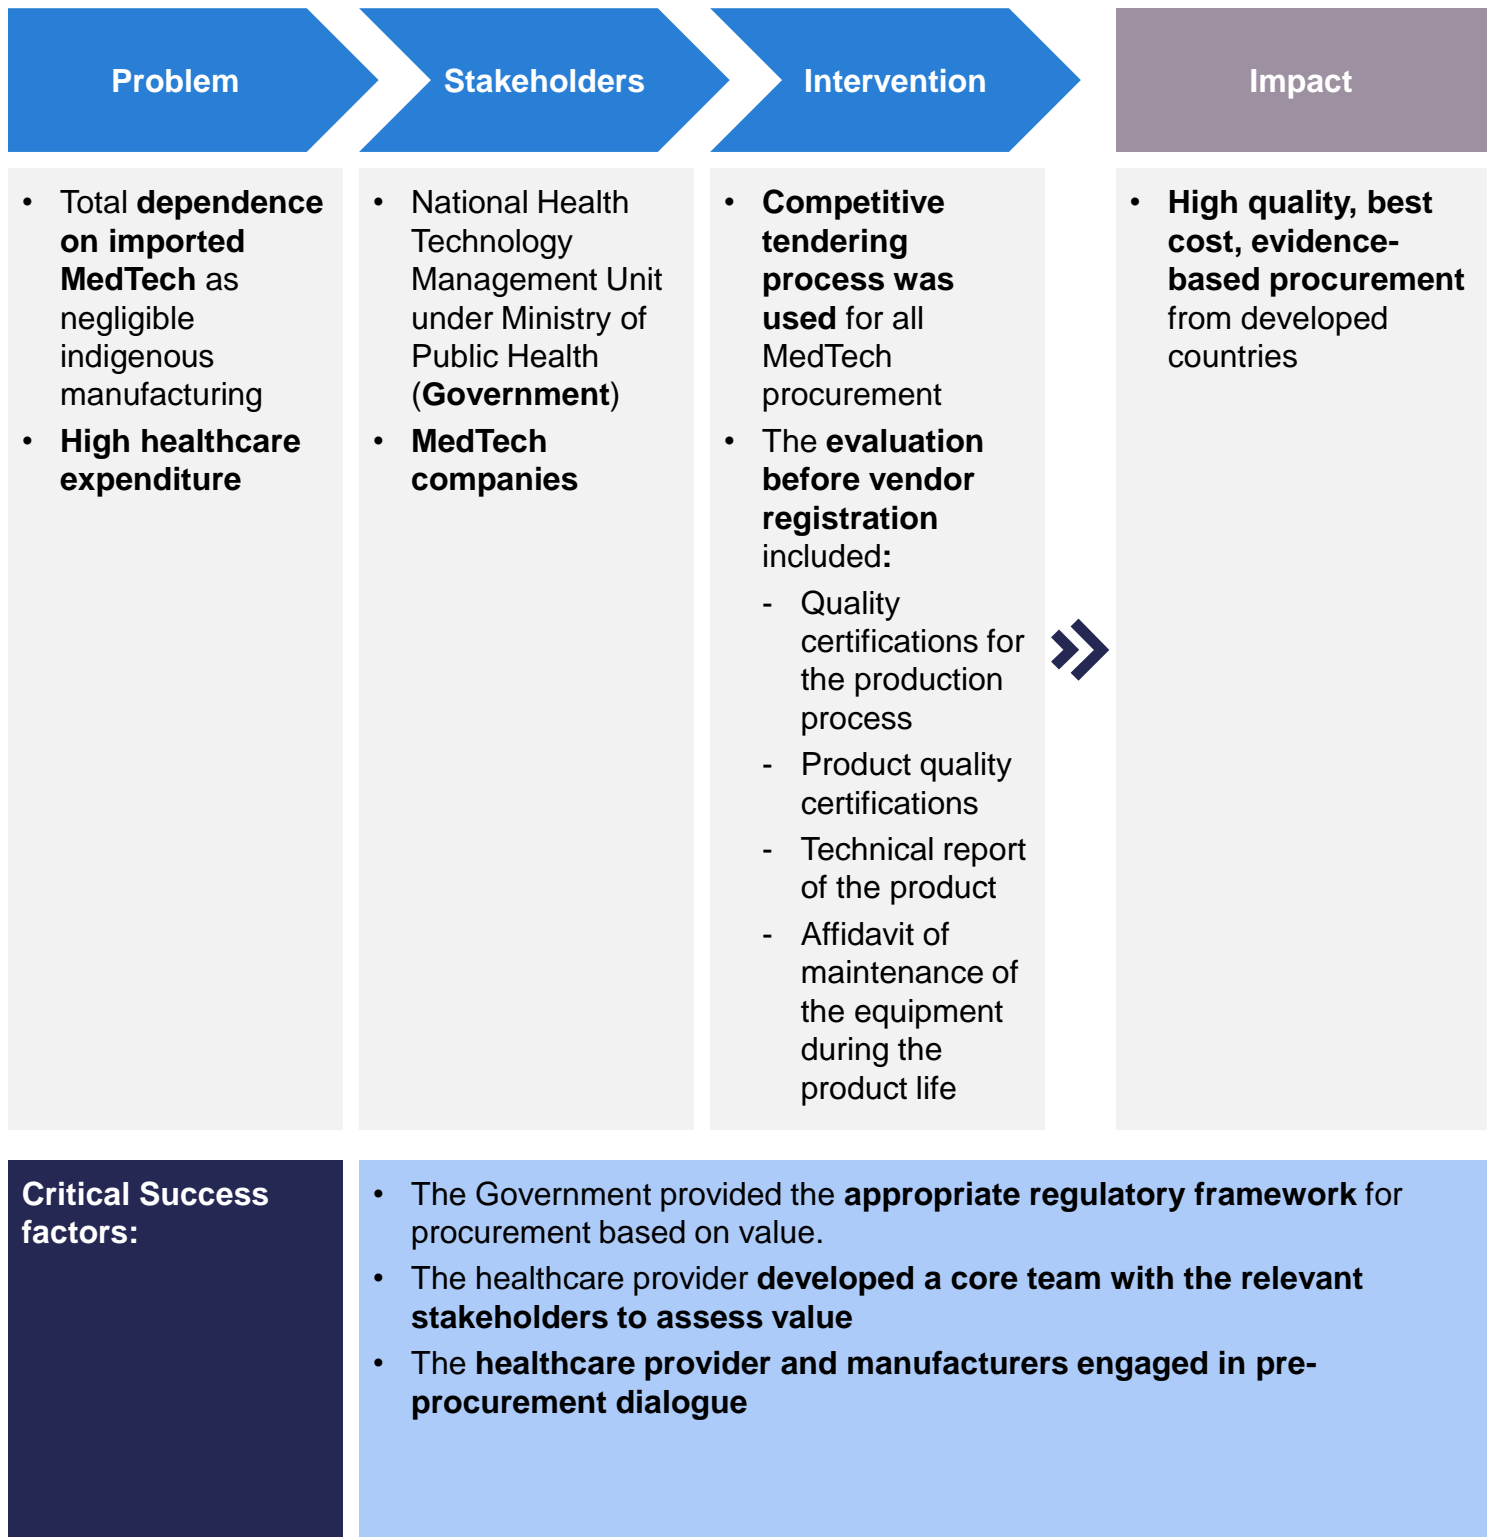 Problem
Stakeholders
Intervention
Impact
• Total dependence
on imported
MedTech as
negligible
indigenous
manufacturing
• High healthcare
expenditure
• National Health
Technology
Management Unit
under Ministry of
Public Health
(Government)
• MedTech
companies
• Competitive
tendering
process was
used for all
MedTech
procurement
• The evaluation
before vendor
registration
included:
- Quality
certifications for
the production
process
- Product quality
certifications
- Technical report
of the product
- Affidavit of
maintenance of
the equipment
during the
product life
• High quality, best
cost, evidence-
based procurement
from developed
countries
Critical Success
factors:
• The Government provided the appropriate regulatory framework for
procurement based on value.
• The healthcare provider developed a core team with the relevant
stakeholders to assess value
• The healthcare provider and manufacturers engaged in pre-
procurement dialogue